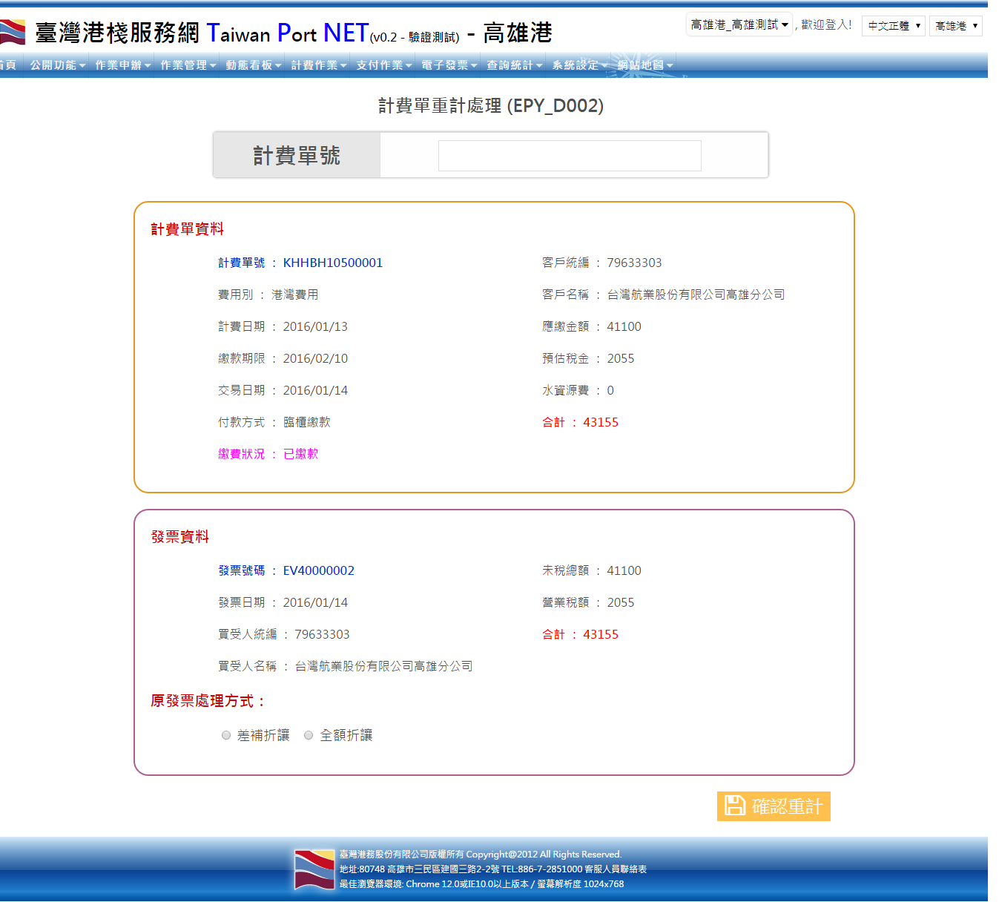 臺灣港棧服務網 Taiwan Port NET(v0.2 - 驗證測試) - 高雄港
高雄港_高雄測試 , 歡迎登入! 中文正體 高雄港
首頁 公開功能 作業申辦 作業管理 動態看板 計費作業 支付作業 電子發票 查詢統計 系統設定 網站地圖
計費單重計處理 (EPY_D002)
計費單號
計費單資料
計費單號 : KHHBH10500001 客戶統編 : 79633303
費用別 : 港灣費用 客戶名稱 : 台灣航業股份有限公司高雄分公司
計費日期 : 2016/01/13 應繳金額 : 41100
繳款期限 : 2016/02/10 預估稅金 : 2055
交易日期 : 2016/01/14 水資源費 : 0
付款方式 : 臨櫃繳款 合計 : 43155
繳費狀況 : 已繳款
發票資料
發票號碼 : EV40000002 未稅總額 : 41100
發票日期 : 2016/01/14 營業稅額 : 2055
買受人統編 : 79633303 合計 : 43155
買受人名稱 : 台灣航業股份有限公司高雄分公司
原發票處理方式：
差補折讓 全額折讓
確認重計
臺灣港務股份有限公司版權所有 Copyright@2012 All Rights Reserved.
地址:80748 高雄市三民區建國三路2-2號 TEL:886-7-2851000 客服人員聯絡表
最佳瀏覽器環境: Chrome 12.0或IE10.0以上版本 / 螢幕解析度 1024x768